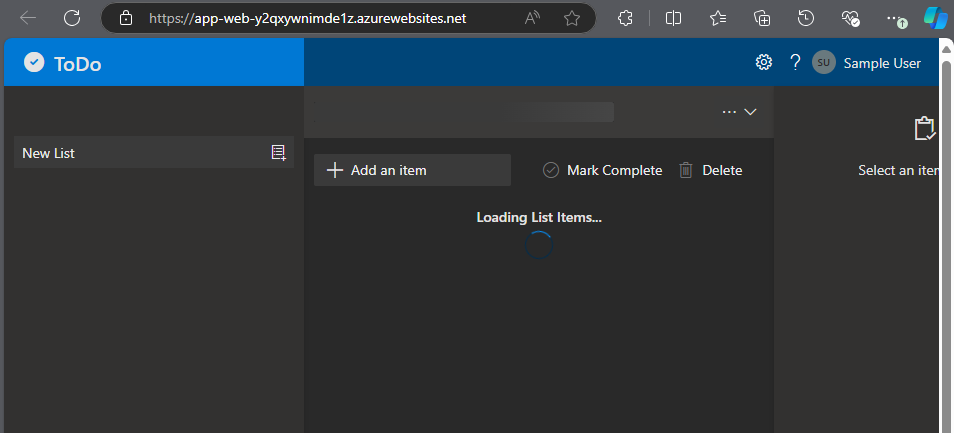 https://app-web-y2qxywnimde1z.azurewebsites.net
ToDo
SU Sample User
New List
Add an item
Mark Complete
Delete
Select an item
Loading List Items...